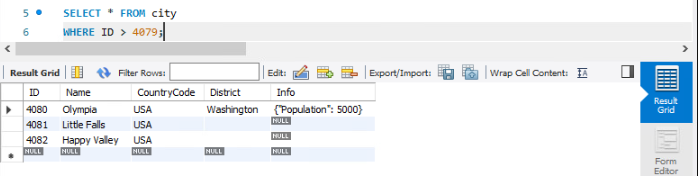 5 SELECT * FROM city
6 WHERE ID > 4079;
Result Grid Filter Rows: Edit: Export/Import: Wrap Cell Content:
ID Name CountryCode District Info
4080 Olympia USA Washington {"Population": 5000}
4081 Little Falls USA NULL
4082 Happy Valley USA NULL
NULL NULL NULL NULL NULL
Result
Grid
Form
Editor